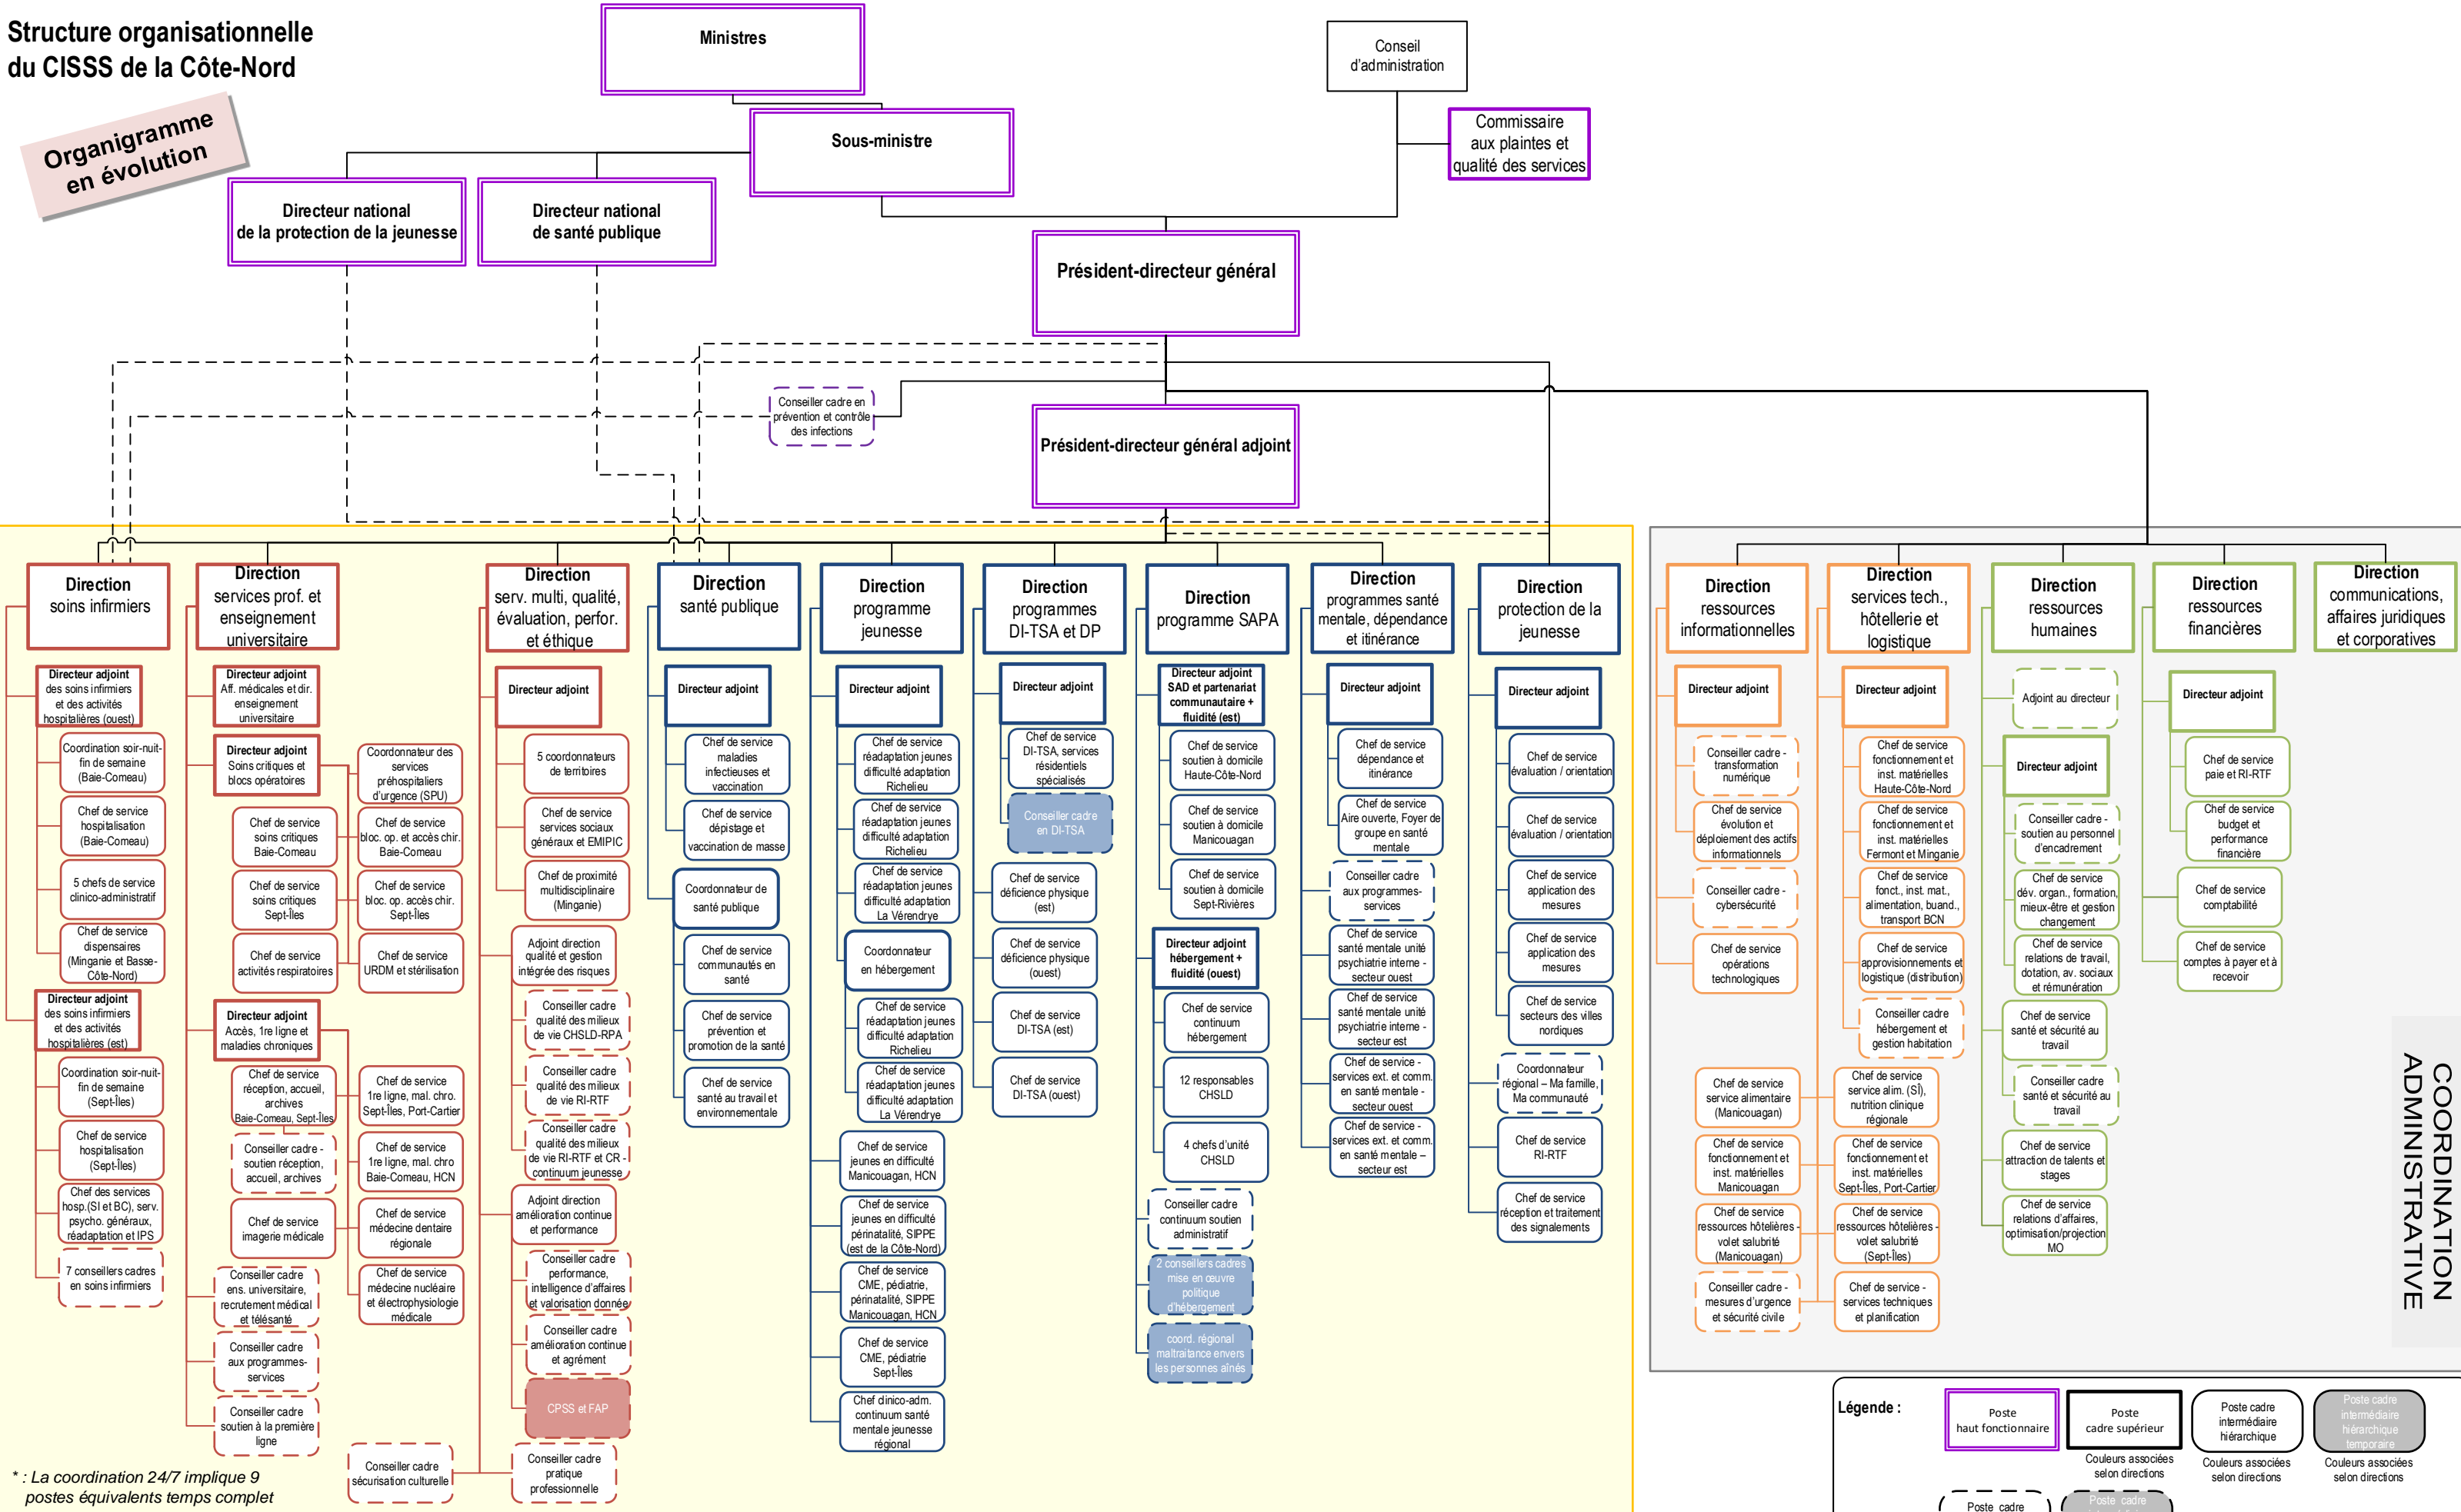 Structure organisationnelle
du CISSS de la Côte-Nord
Organigramme
en évolution
Ministres
Conseil
d'administration
Sous-ministre
Commissaire
aux plaintes et
qualité des services
Directeur national
de la protection de la jeunesse
Directeur national
de santé publique
Président-directeur général
Conseiller cadre en
prévention et contrôle
des infections
Président-directeur général adjoint
Direction
soins infirmiers
Directeur adjoint
des soins infirmiers
et des activités
hospitalières (ouest)
Coordination soir-nuit-
fin de semaine
(Baie-Comeau)
Chef de service
hospitalisation
(Baie-Comeau)
5 chefs de service
clinico-administratif
Chef de service
dispensaires
(Minganie et Basse-
Côte-Nord)
Directeur adjoint
des soins infirmiers
et des activités
hospitalières (est)
Coordination soir-nuit-
fin de semaine
(Sept-Îles)
Chef de service
hospitalisation
(Sept-Îles)
Chef des services
hosp.(SI et BC), serv.
psycho. généraux,
réadaptation et IPS
7 conseillers cadres
en soins infirmiers
Direction
services prof. et
enseignement
universitaire
Directeur adjoint
Aff. médicales et dir.
enseignement
universitaire
Directeur adjoint
Soins critiques et
blocs opératoires
Coordonnateur des
services
préhospitaliers
d'urgence (SPU)
Chef de service
soins critiques
Baie-Comeau
Chef de service
bloc. op. et accès chir.
Baie-Comeau
Chef de service
soins critiques
Sept-Îles
Chef de service
bloc. op. accès chir.
Sept-Îles
Chef de service
activités respiratoires
Chef de service
URDM et stérilisation
Directeur adjoint
Accès, 1re ligne et
maladies chroniques
Chef de service
réception, accueil,
archives
Baie-Comeau, Sept-Îles
Chef de service
1re ligne, mal. chro.
Sept-Îles, Port-Cartier
Conseiller cadre -
soutien réception,
accueil, archives
Chef de service
1re ligne, mal. chro
Baie-Comeau, HCN
Chef de service
imagerie médicale
Chef de service
médecine dentaire
régionale
Conseiller cadre
ens. universitaire,
recrutement médical
et télésanté
Chef de service
médecine nucléaire
et électrophysiologie
médicale
Conseiller cadre
aux programmes-
services
Conseiller cadre
soutien à la première
ligne
Direction
serv. multi, qualité,
évaluation, perfor.
et éthique
Directeur adjoint
5 coordonnateurs
de territoires
Chef de service
services sociaux
généraux et EMIPIC
Chef de proximité
multidisciplinaire
(Minganie)
Adjoint direction
qualité et gestion
intégrée des risques
Conseiller cadre
qualité des milieux
de vie CHSLD-RPA
Conseiller cadre
qualité des milieux
de vie RI-RTF
Conseiller cadre
qualité des milieux
de vie RI-RTF et CR -
continuum jeunesse
Adjoint direction
amélioration continue
et performance
Conseiller cadre
performance,
intelligence d'affaires
et valorisation donnée
Conseiller cadre
amélioration continue
et agrément
CPSS et FAP
Conseiller cadre
sécurisation culturelle
Conseiller cadre
pratique
professionnelle
Direction
santé publique
Directeur adjoint
Chef de service
maladies
infectieuses et
vaccination
Chef de service
dépistage et
vaccination de masse
Coordonnateur de
santé publique
Chef de service
communautés en
santé
Chef de service
prévention et
promotion de la santé
Chef de service
santé au travail et
environnementale
Direction
programme
jeunesse
Directeur adjoint
Chef de service
réadaptation jeunes
difficulté adaptation
Richelieu
Chef de service
réadaptation jeunes
difficulté adaptation
Richelieu
Chef de service
réadaptation jeunes
difficulté adaptation
La Vérendrye
Coordonnateur
en hébergement
Chef de service
réadaptation jeunes
difficulté adaptation
Richelieu
Chef de service
réadaptation jeunes
difficulté adaptation
La Vérendrye
Chef de service
jeunes en difficulté
Manicouagan, HCN
Chef de service
jeunes en difficulté
périnatalité, SIPPE
(est de la Côte-Nord)
Chef de service
CME, pédiatrie,
périnatalité, SIPPE
Manicouagan, HCN
Chef de service
CME, pédiatrie
Sept-Îles
Chef clinico-adm.
continuum santé
mentale jeunesse
régional
Direction
programmes
DI-TSA et DP
Directeur adjoint
Chef de service
DI-TSA, services
résidentiels
spécialisés
Conseiller cadre
en DI-TSA
Chef de service
déficience physique
(est)
Chef de service
déficience physique
(ouest)
Chef de service
DI-TSA (est)
Chef de service
DI-TSA (ouest)
Direction
programme SAPA
Directeur adjoint
SAD et partenariat
communautaire +
fluidité (est)
Chef de service
soutien à domicile
Haute-Côte-Nord
Chef de service
soutien à domicile
Manicouagan
Chef de service
soutien à domicile
Sept-Rivières
Directeur adjoint
hébergement +
fluidité (ouest)
Chef de service
continuum
hébergement
12 responsables
CHSLD
4 chefs d'unité
CHSLD
Conseiller cadre
continuum soutien
administratif
2 conseillers cadres
mise en œuvre
politique
d'hébergement
coord. régional
maltraitance envers
les personnes aînés
Direction
programmes santé
mentale, dépendance
et itinérance
Directeur adjoint
Chef de service
dépendance et
itinérance
Chef de service
Aire ouverte, Foyer de
groupe en santé
mentale
Conseiller cadre
aux programmes-
services
Chef de service
santé mentale unité
psychiatrie interne -
secteur ouest
Chef de service
santé mentale unité
psychiatrie interne -
secteur est
Chef de service -
services ext. et comm.
en santé mentale -
secteur ouest
Chef de service -
services ext. et comm.
en santé mentale –
secteur est
Direction
protection de la
jeunesse
Directeur adjoint
Chef de service
évaluation / orientation
Chef de service
évaluation / orientation
Chef de service
application des
mesures
Chef de service
application des
mesures
Chef de service
secteurs des villes
nordiques
Coordonnateur
régional – Ma famille,
Ma communauté
Chef de service
RI-RTF
Chef de service
réception et traitement
des signalements
Direction
ressources
informationnelles
Directeur adjoint
Conseiller cadre -
transformation
numérique
Chef de service
évolution et
déploiement des actifs
informationnels
Conseiller cadre -
cybersécurité
Chef de service
opérations
technologiques
Direction
services tech.,
hôtellerie et
logistique
Directeur adjoint
Chef de service
fonctionnement et
inst. matérielles
Haute-Côte-Nord
Chef de service
fonctionnement et
inst. matérielles
Fermont et Minganie
Chef de service
fonct., inst. mat.,
alimentation, buand.,
transport BCN
Chef de service
approvisionnements et
logistique (distribution)
Conseiller cadre
hébergement et
gestion habitation
Chef de service
service alimentaire
(Manicouagan)
Chef de service
service alim. (SÎ),
nutrition clinique
régionale
Chef de service
fonctionnement et
inst. matérielles
Manicouagan
Chef de service
fonctionnement et
inst. matérielles
Sept-Îles, Port-Cartier
Chef de service
ressources hôtelières -
volet salubrité
(Manicouagan)
Chef de service
ressources hôtelières -
volet salubrité
(Sept-Îles)
Conseiller cadre -
mesures d'urgence
et sécurité civile
Chef de service -
services techniques
et planification
Direction
ressources
humaines
Adjoint au directeur
Directeur adjoint
Conseiller cadre -
soutien au personnel
d'encadrement
Chef de service
dév. organ., formation,
mieux-être et gestion
changement
Chef de service
relations de travail,
dotation, av. sociaux
et rémunération
Chef de service
santé et sécurité au
travail
Conseiller cadre
santé et sécurité au
travail
Chef de service
attraction de talents et
stages
Chef de service
relations d'affaires,
optimisation/projection
MO
Direction
ressources
financières
Directeur adjoint
Chef de service
paie et RI-RTF
Chef de service
budget et
performance
financière
Chef de service
comptabilité
Chef de service
comptes à payer et à
recevoir
Direction
communications,
affaires juridiques
et corporatives
COORDINATION
ADMINISTRATIVE
* : La coordination 24/7 implique 9
postes équivalents temps complet
Légende :
Poste
haut fonctionnaire
Poste
cadre supérieur
Couleurs associées
selon directions
Poste cadre
intermédiaire
hiérarchique
Couleurs associées
selon directions
Poste cadre
intermédiaire
hiérarchique
temporaire
Couleurs associées
selon directions
Poste cadre
Poste cadre